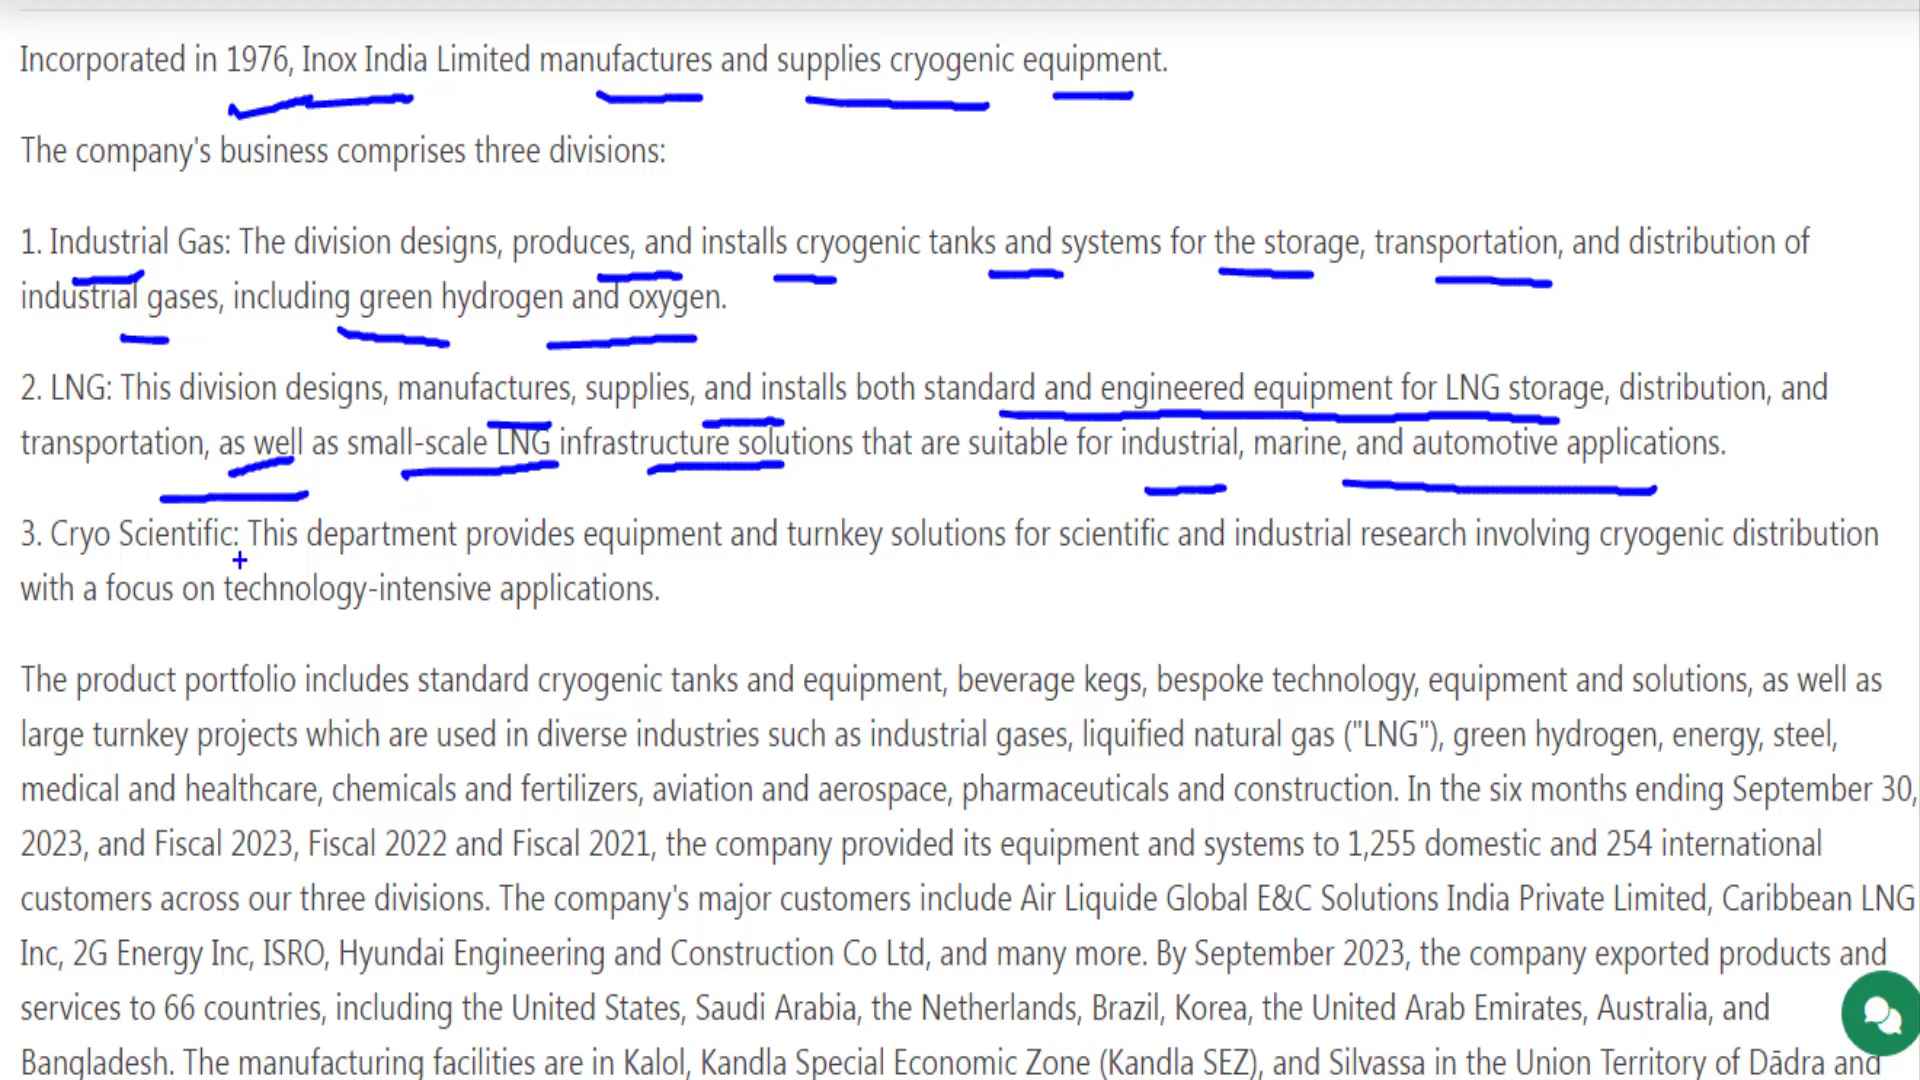 Incorporated in 1976, Inox India Limited manufactures and supplies cryogenic equipment.
The company's business comprises three divisions:
1. Industrial Gas: The division designs, produces, and installs cryogenic tanks and systems for the storage, transportation, and distribution of
industrial gases, including green hydrogen and oxygen.
2. LNG: This division designs, manufactures, supplies, and installs both standard and engineered equipment for LNG storage, distribution, and
transportation, as well as small-scale LNG infrastructure solutions that are suitable for industrial, marine, and automotive applications.
3. Cryo Scientific: This department provides equipment and turnkey solutions for scientific and industrial research involving cryogenic distribution
with a focus on technology-intensive applications.
The product portfolio includes standard cryogenic tanks and equipment, beverage kegs, bespoke technology, equipment and solutions, as well as
large turnkey projects which are used in diverse industries such as industrial gases, liquified natural gas ("LNG"), green hydrogen, energy, steel,
medical and healthcare, chemicals and fertilizers, aviation and aerospace, pharmaceuticals and construction. In the six months ending September 30,
2023, and Fiscal 2023, Fiscal 2022 and Fiscal 2021, the company provided its equipment and systems to 1,255 domestic and 254 international
customers across our three divisions. The company's major customers include Air Liquide Global E&C Solutions India Private Limited, Caribbean LNG
Inc, 2G Energy Inc, ISRO, Hyundai Engineering and Construction Co Ltd, and many more. By September 2023, the company exported products and
services to 66 countries, including the United States, Saudi Arabia, the Netherlands, Brazil, Korea, the United Arab Emirates, Australia, and
Bangladesh. The manufacturing facilities are in Kalol, Kandla Special Economic Zone (Kandla SEZ), and Silvassa in the Union Territory of Dādra and